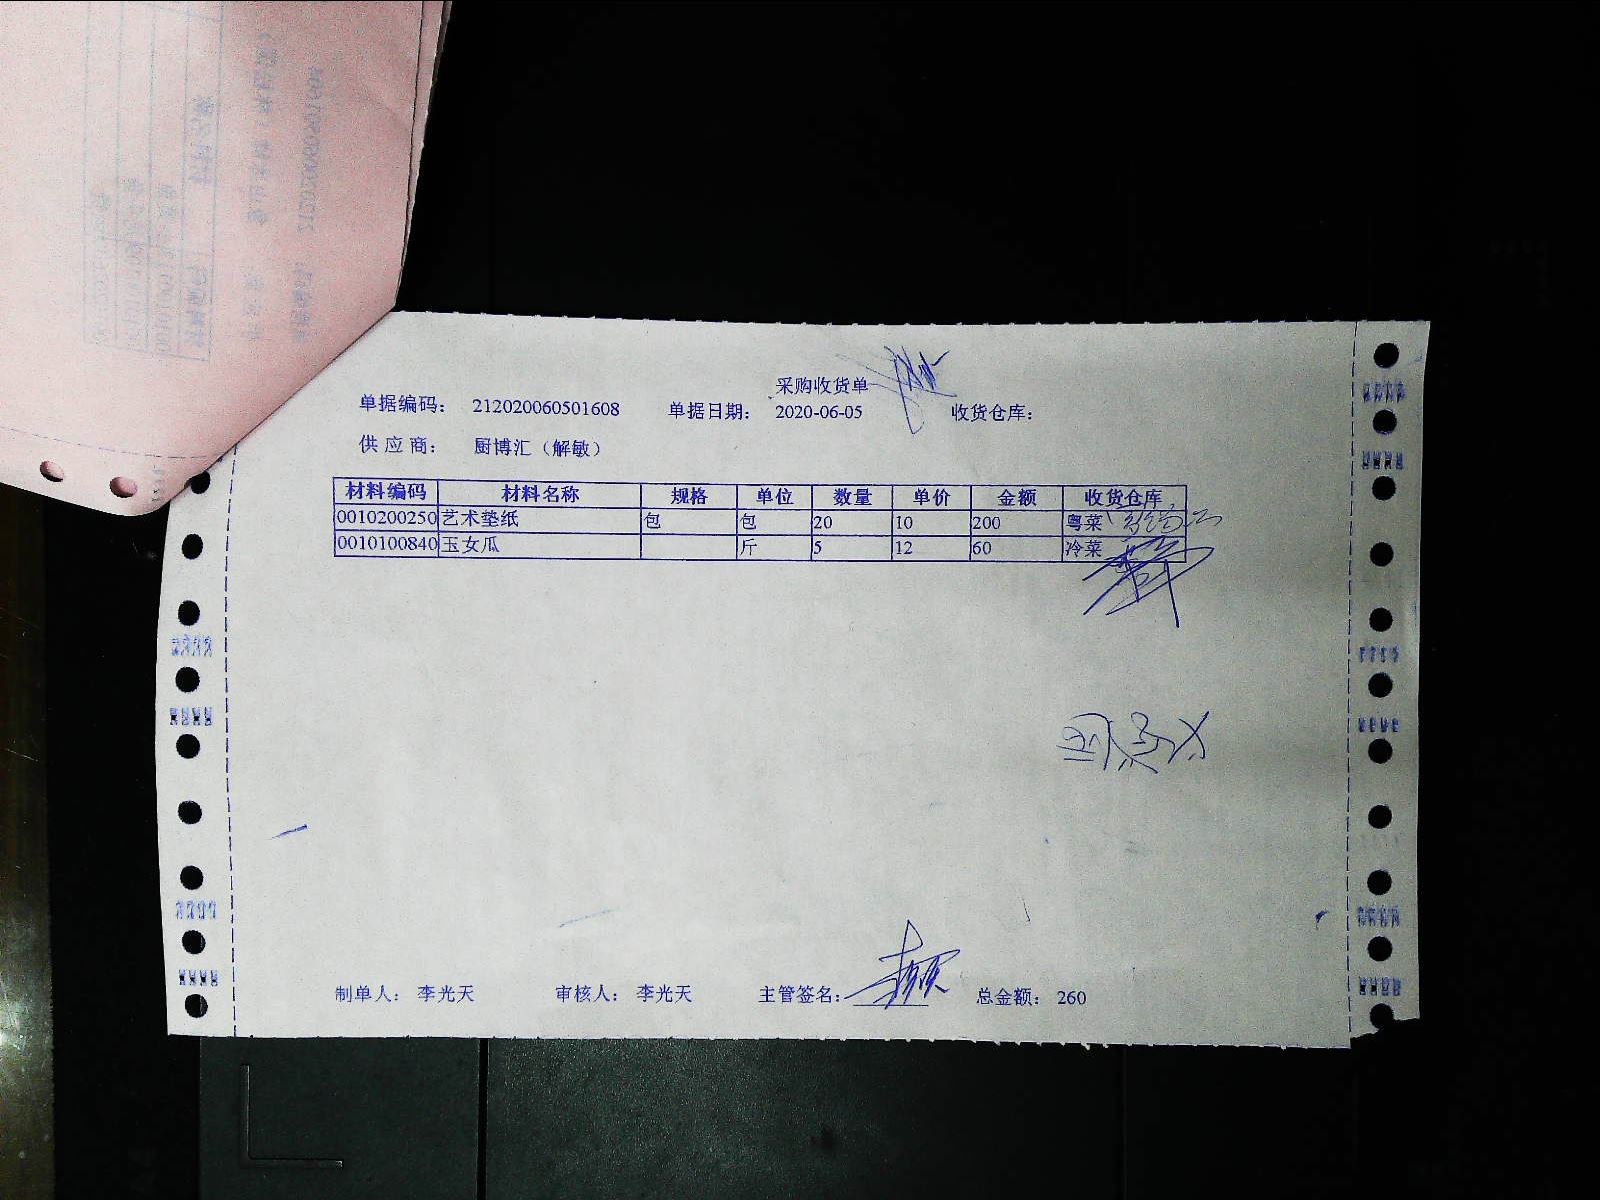 采购收货单
单据编码： 212020060501608 单据日期： 2020-06-05 收货仓库：
供应商： 厨博汇（解敏）
材料编码 材料名称 规格 单位 数量 单价 金额 收货仓库
0010200250 艺术垫纸 包 包 20 10 200 粤菜
0010100840 玉女瓜 斤 5 12 60 冷菜
制单人： 李光天 审核人： 李光天 主管签名： 总金额： 260